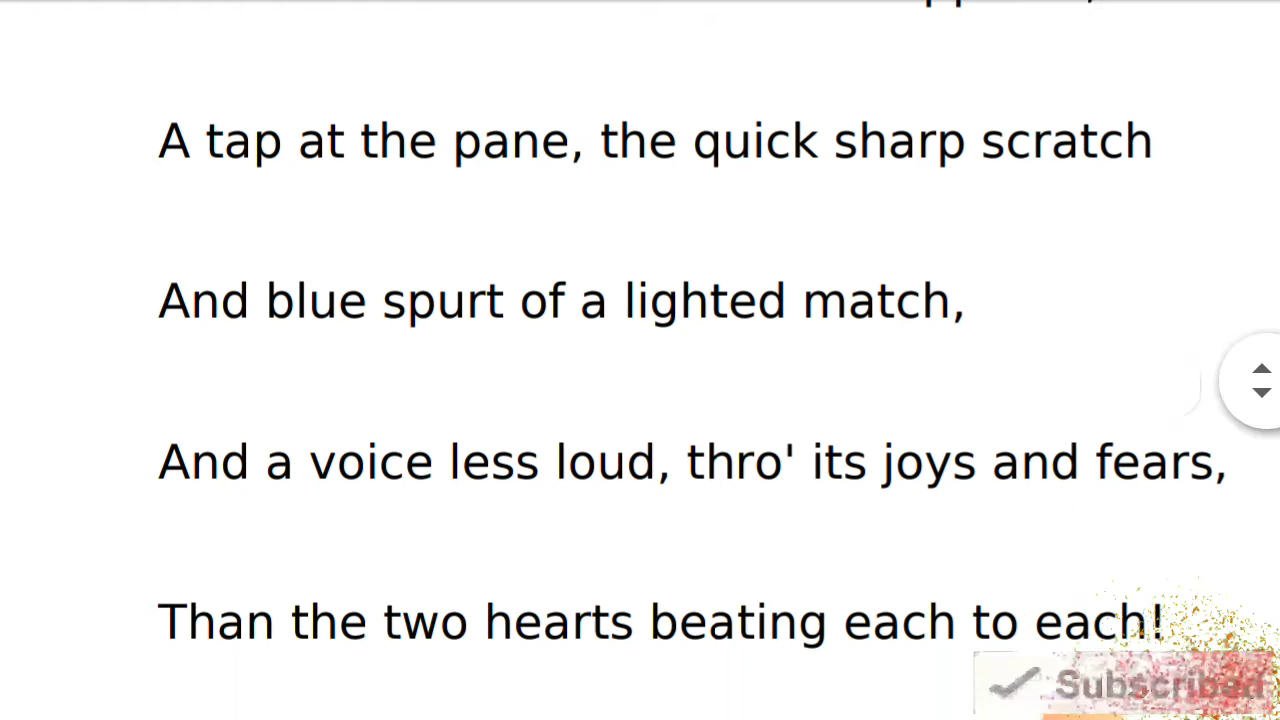 A tap at the pane, the quick sharp scratch
And blue spurt of a lighted match,
And a voice less loud, thro' its joys and fears,
Than the two hearts beating each to each!
Subscribed